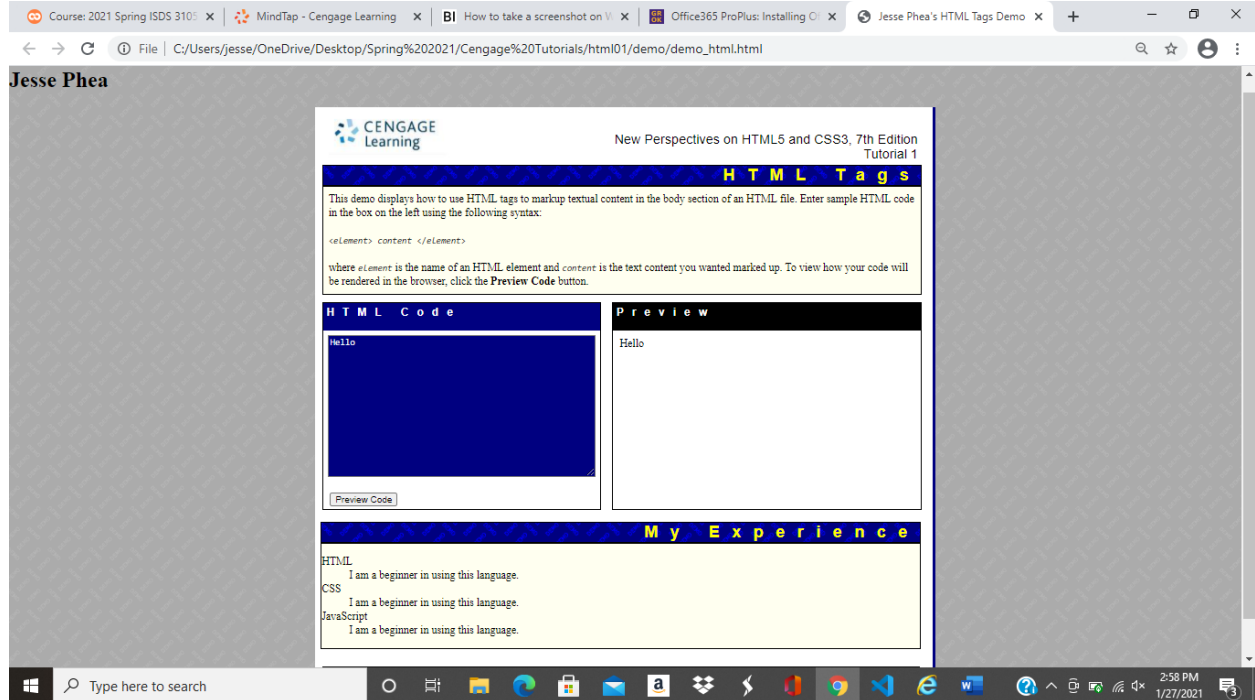 Course: 2021 Spring ISDS 3105
MindTap - Cengage Learning
BI How to take a screenshot on W
GROK Office365 ProPlus: Installing Of
Jesse Phea's HTML Tags Demo
File | C:/Users/jesse/OneDrive/Desktop/Spring%202021/Cengage%20Tutorials/html01/demo/demo_html.html
Jesse Phea
CENGAGE
Learning
New Perspectives on HTML5 and CSS3, 7th Edition
Tutorial 1
HTML Tags
This demo displays how to use HTML tags to markup textual content in the body section of an HTML file. Enter sample HTML code
in the box on the left using the following syntax:
<element> content </element>
where element is the name of an HTML element and content is the text content you wanted marked up. To view how your code will
be rendered in the browser, click the Preview Code button.
HTML Code
Hello
Preview Code
Preview
Hello
My Experience
HTML
I am a beginner in using this language.
CSS
I am a beginner in using this language.
JavaScript
I am a beginner in using this language.
Type here to search
2:58 PM
1/27/2021